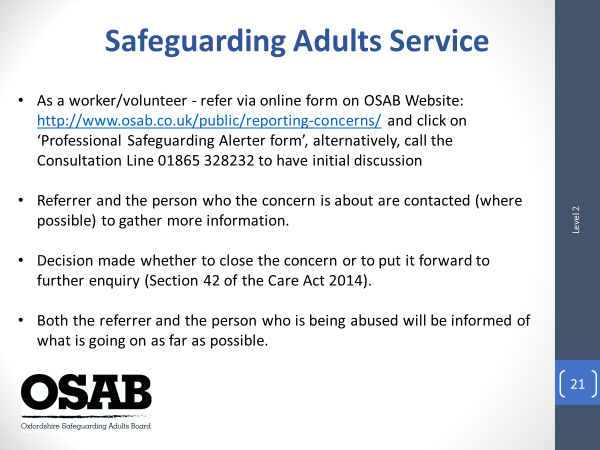 Safeguarding Adults Service
• As a worker/volunteer - refer via online form on OSAB Website:
http://www.osab.co.uk/public/reporting-concerns/ and click on
‘Professional Safeguarding Alerter form’, alternatively, call the
Consultation Line 01865 328232 to have initial discussion
• Referrer and the person who the concern is about are contacted (where
possible) to gather more information.
• Decision made whether to close the concern or to put it forward to
further enquiry (Section 42 of the Care Act 2014).
• Both the referrer and the person who is being abused will be informed of
what is going on as far as possible.
OSAB
Oxfordshire Safeguarding Adults Board
Level 2
21